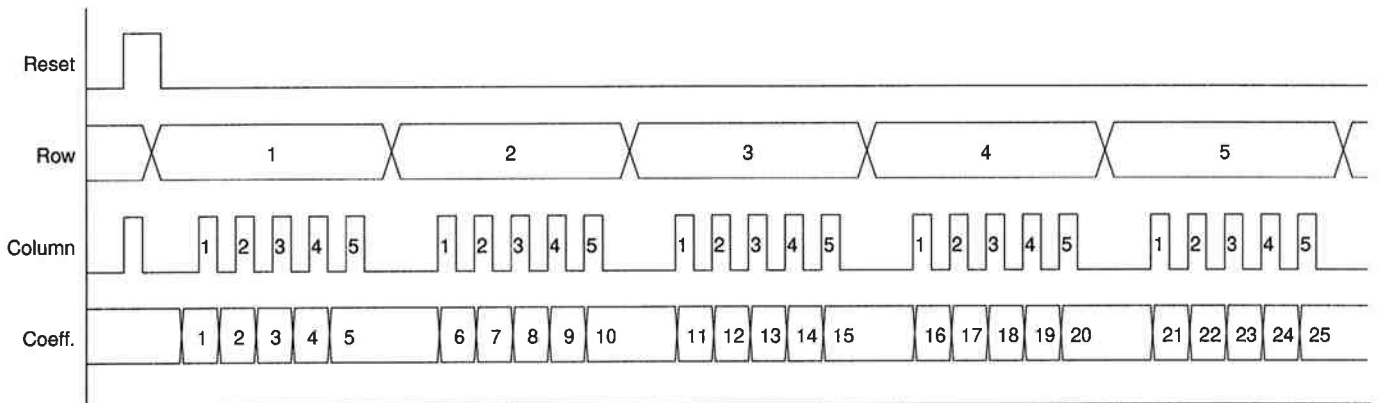 Reset
Row 1 2 3 4 5
Column 1 2 3 4 5 1 2 3 4 5 1 2 3 4 5 1 2 3 4 5 1 2 3 4 5
Coeff. 1 2 3 4 5 6 7 8 9 10 11 12 13 14 15 16 17 18 19 20 21 22 23 24 25